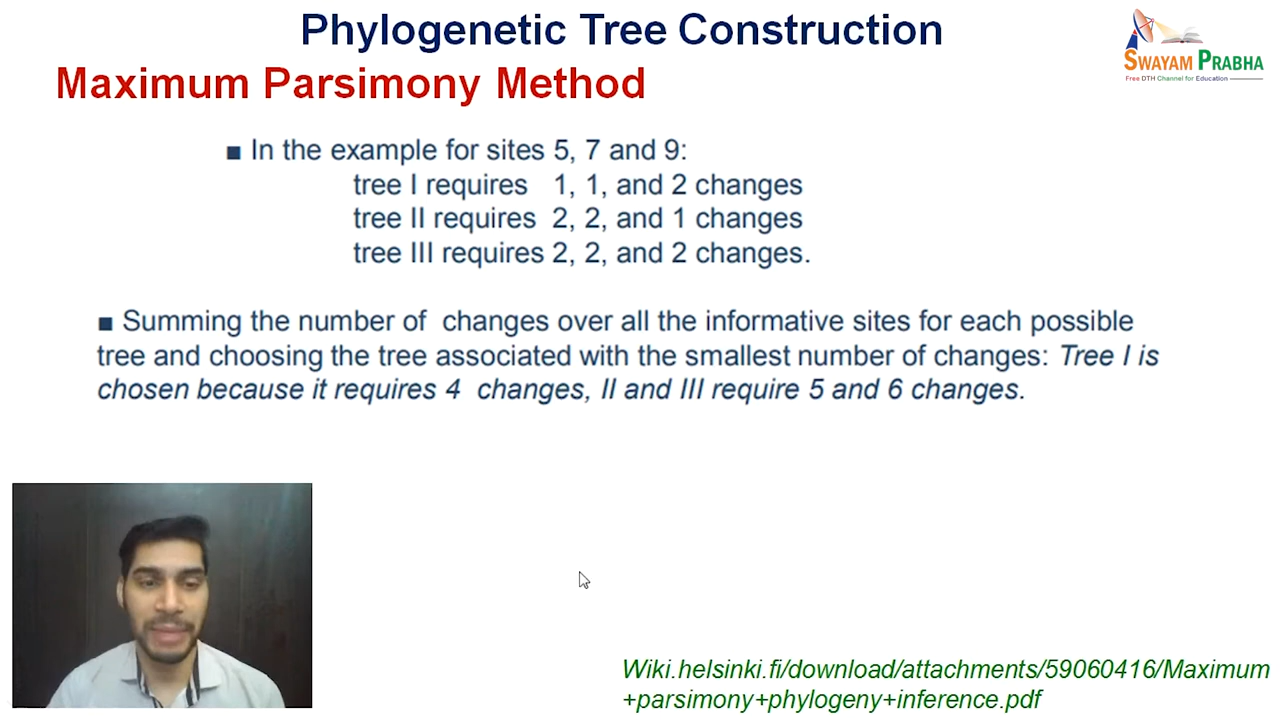 Phylogenetic Tree Construction
SWAYAM PRABHA
Free DTH Channel for Education
Maximum Parsimony Method
■ In the example for sites 5, 7 and 9:
tree I requires 1, 1, and 2 changes
tree II requires 2, 2, and 1 changes
tree III requires 2, 2, and 2 changes.
■ Summing the number of changes over all the informative sites for each possible
tree and choosing the tree associated with the smallest number of changes: Tree I is
chosen because it requires 4 changes, II and III require 5 and 6 changes.
Wiki.helsinki.fi/download/attachments/59060416/Maximum
+parsimony+phylogeny+inference.pdf